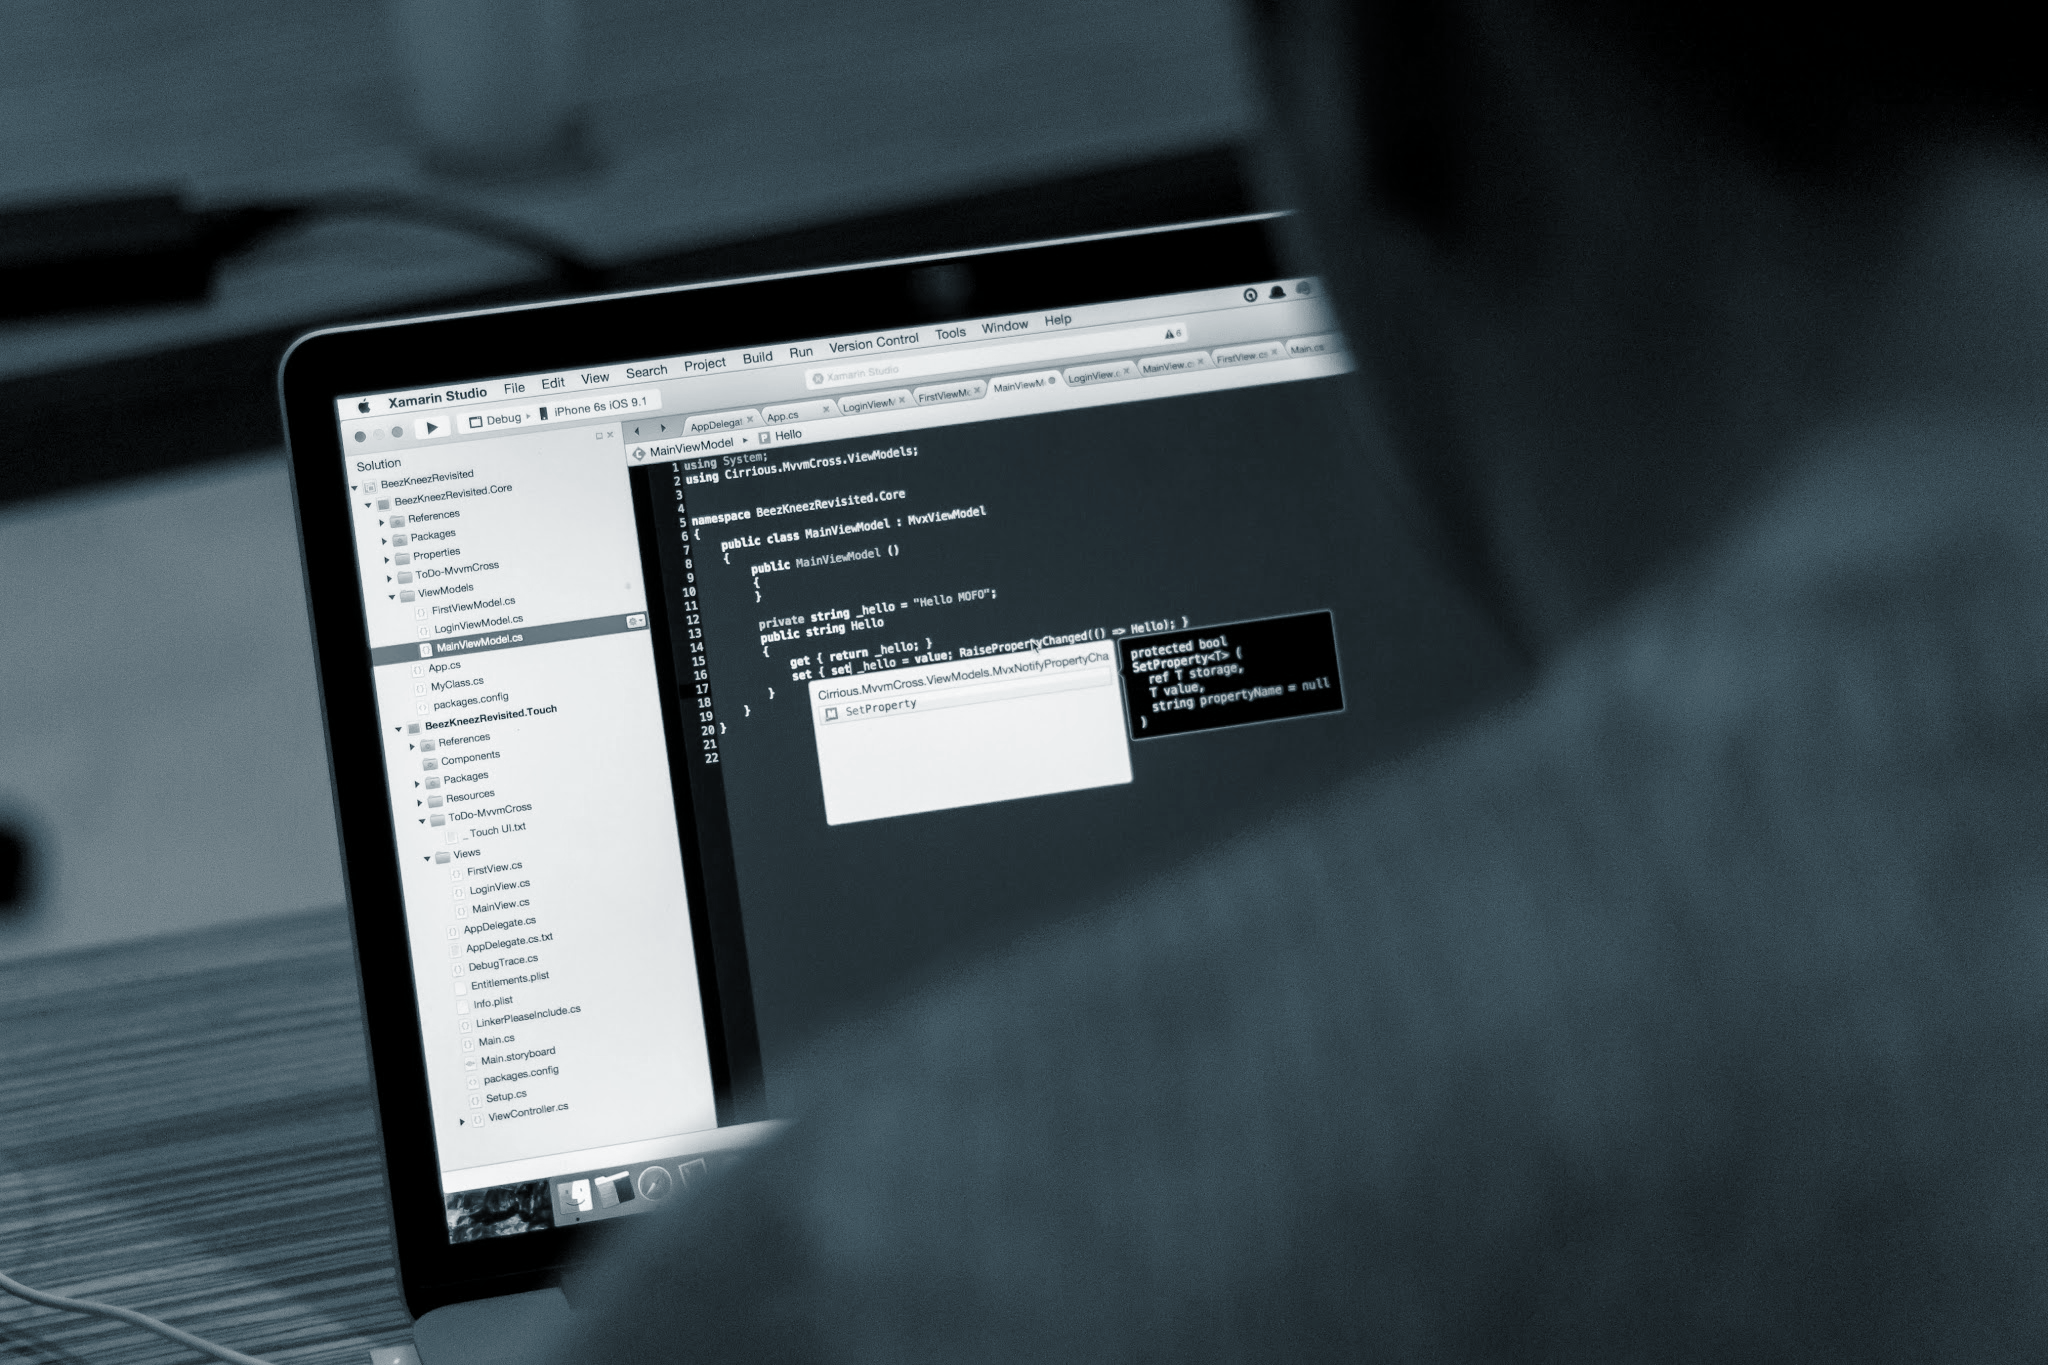 Xamarin Studio File Edit View Search Project Build Run Version Control Tools Window Help
Debug iPhone 6s iOS 9.1
Xamarin Studio
6
AppDelegat App.cs LoginViewM FirstViewMo MainViewM LoginView.c MainView.c FirstView.cs Main.cs
MainViewModel Hello
Solution
BeezKneezRevisited
BeezKneezRevisited.Core
References
Packages
Properties
ToDo-MvvmCross
ViewModels
FirstViewModel.cs
LoginViewModel.cs
MainViewModel.cs
App.cs
MyClass.cs
packages.config
BeezKneezRevisited.Touch
References
Components
Packages
Resources
ToDo-MvvmCross
_ Touch UI.txt
Views
FirstView.cs
LoginView.cs
MainView.cs
AppDelegate.cs
AppDelegate.cs.txt
DebugTrace.cs
Entitlements.plist
Info.plist
LinkerPleaseInclude.cs
Main.cs
Main.storyboard
packages.config
Setup.cs
ViewController.cs
1 using System;
2 using Cirrious.MvvmCross.ViewModels;
3
4
5 namespace BeezKneezRevisited.Core
6 {
7 public class MainViewModel : MvxViewModel
8 {
9 public MainViewModel ()
10 {
11 }
12
13 private string _hello = "Hello MOFO";
14 public string Hello
15 {
16 get { return _hello; }
17 set { set _hello = value; RaisePropertyChanged(() => Hello); }
18 }
19 }
20 }
21
22
Cirrious.MvvmCross.ViewModels.MvxNotifyPropertyCha
SetProperty
protected bool
SetProperty<T> (
ref T storage,
T value,
string propertyName = null
)